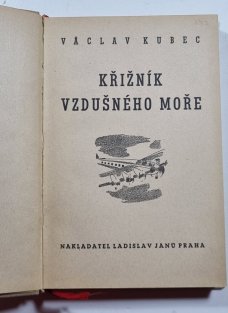 VÁCLAV KUBEC
KŘIŽNÍK
VZDUŠNÉHO MOŘE
NAKLADATEL LADISLAV JANŮ PRAHA